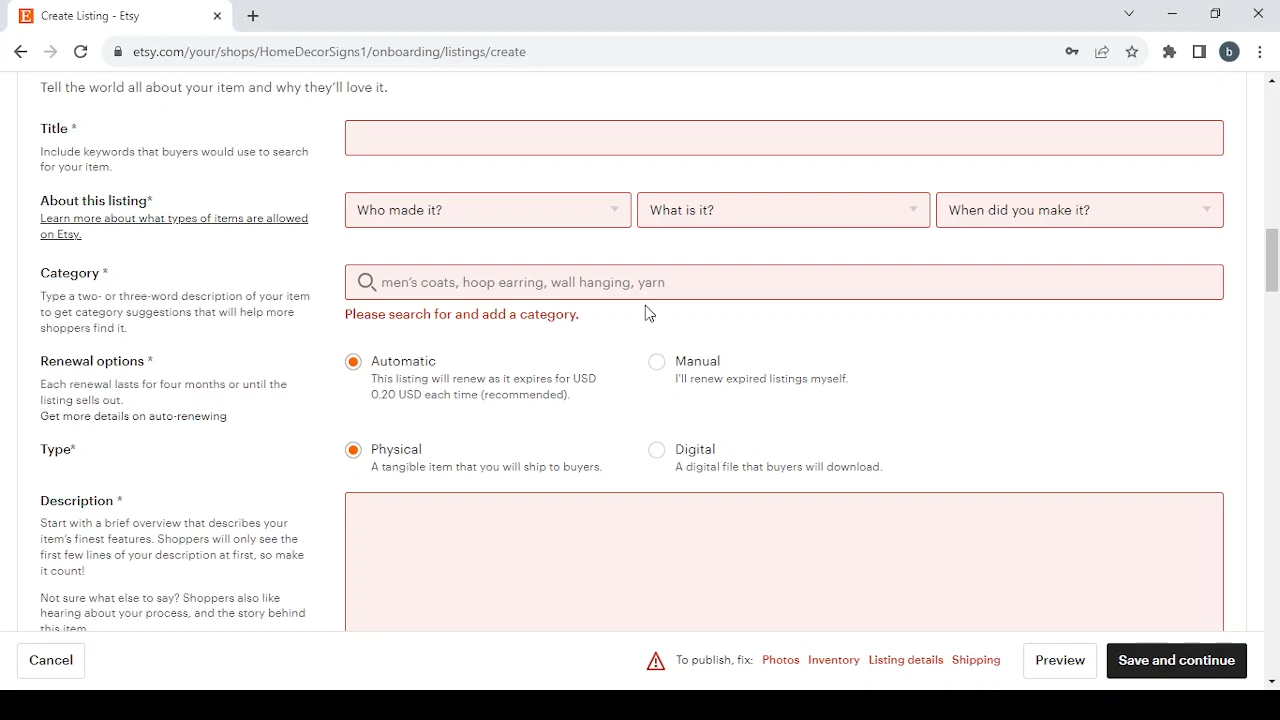 Create Listing - Etsy
etsy.com/your/shops/HomeDecorSigns1/onboarding/listings/create
b
Tell the world all about your item and why they'll love it.
Title *
Include keywords that buyers would use to search
for your item.
About this listing*
Learn more about what types of items are allowed
on Etsy.
Who made it?
What is it?
When did you make it?
Category *
Type a two- or three-word description of your item
to get category suggestions that will help more
shoppers find it.
men's coats, hoop earring, wall hanging, yarn
Please search for and add a category.
Renewal options *
Each renewal lasts for four months or until the
listing sells out.
Get more details on auto-renewing
Automatic
This listing will renew as it expires for USD
0.20 USD each time (recommended).
Manual
I'll renew expired listings myself.
Type*
Physical
A tangible item that you will ship to buyers.
Digital
A digital file that buyers will download.
Description *
Start with a brief overview that describes your
item's finest features. Shoppers will only see the
first few lines of your description at first, so make
it count!
Not sure what else to say? Shoppers also like
hearing about your process, and the story behind
this item.
Cancel
To publish, fix: Photos Inventory Listing details Shipping
Preview
Save and continue